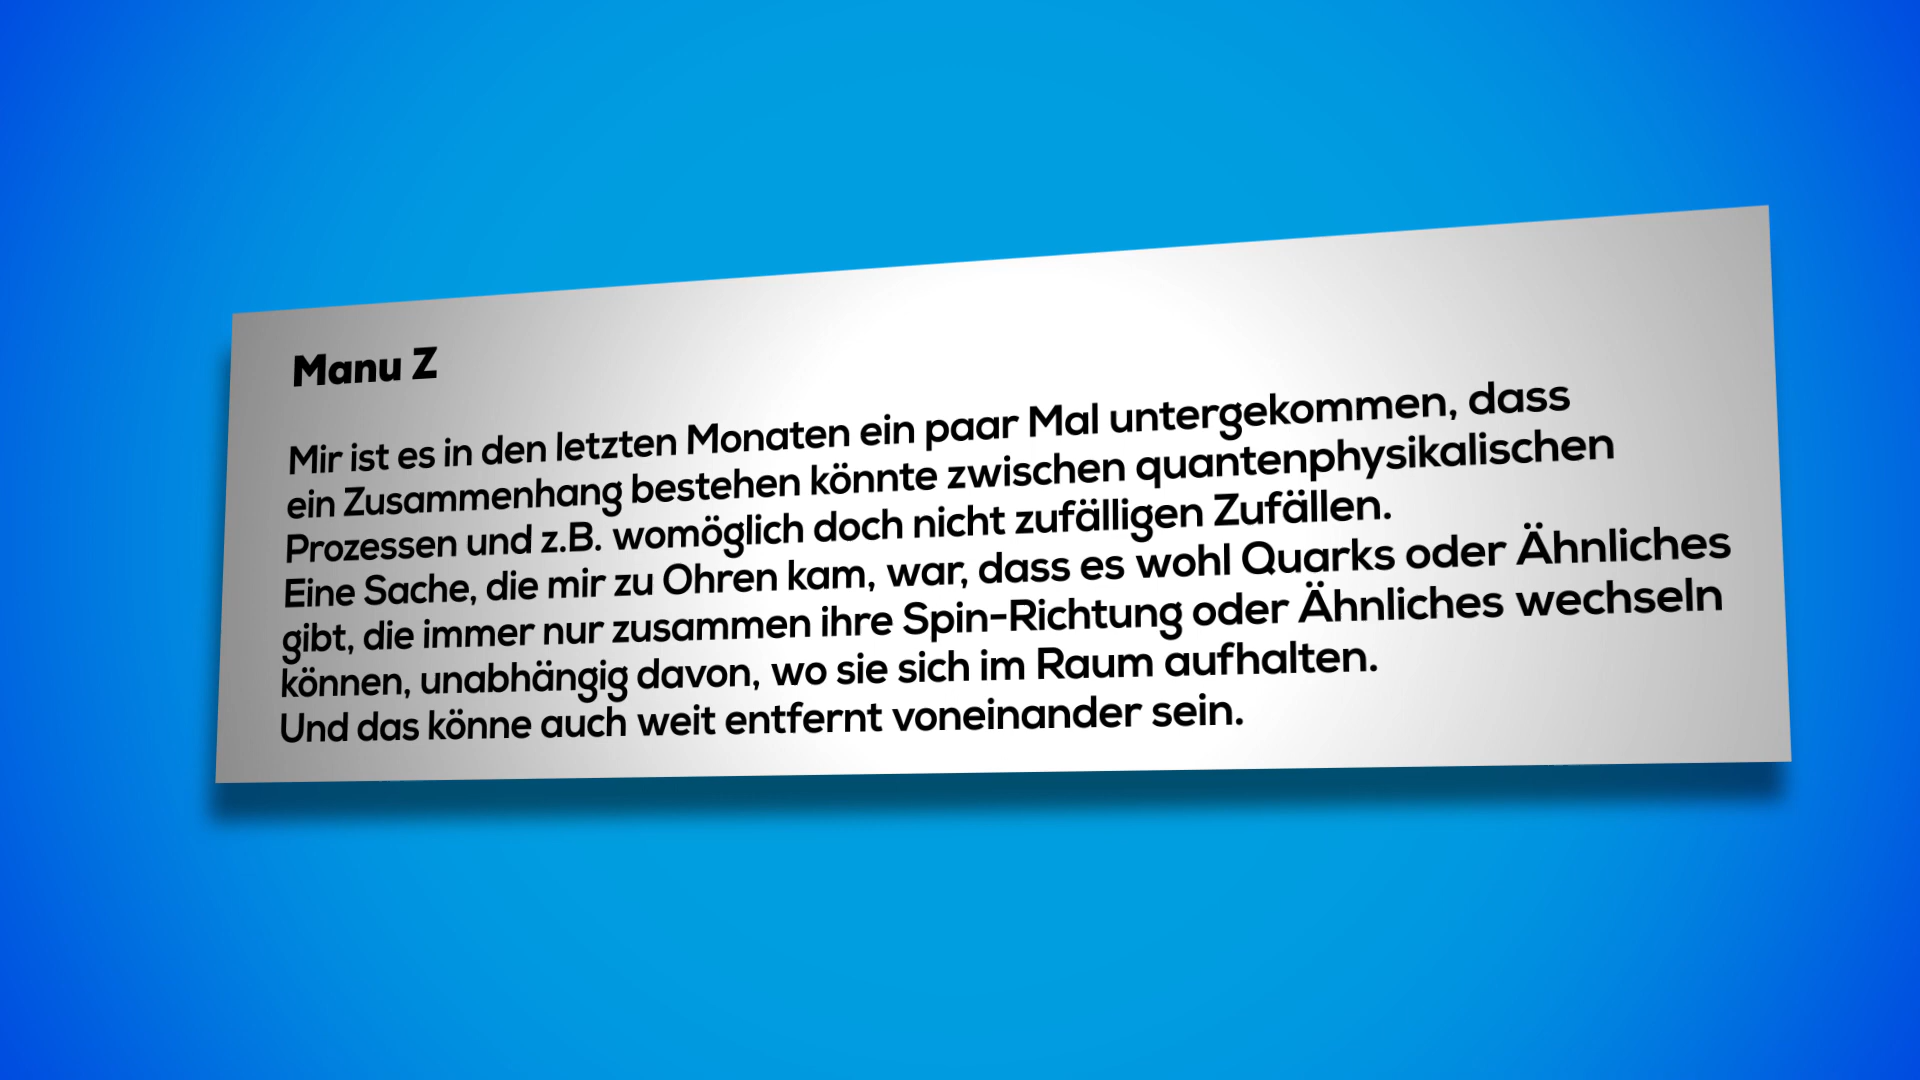 Manu Z
Mir ist es in den letzten Monaten ein paar Mal untergekommen, dass
ein Zusammenhang bestehen könnte zwischen quantenphysikalischen
Prozessen und z.B. womöglich doch nicht zufälligen Zufällen.
Eine Sache, die mir zu Ohren kam, war, dass es wohl Quarks oder Ähnliches
gibt, die immer nur zusammen ihre Spin-Richtung oder Ähnliches wechseln
können, unabhängig davon, wo sie sich im Raum aufhalten.
Und das könne auch weit entfernt voneinander sein.